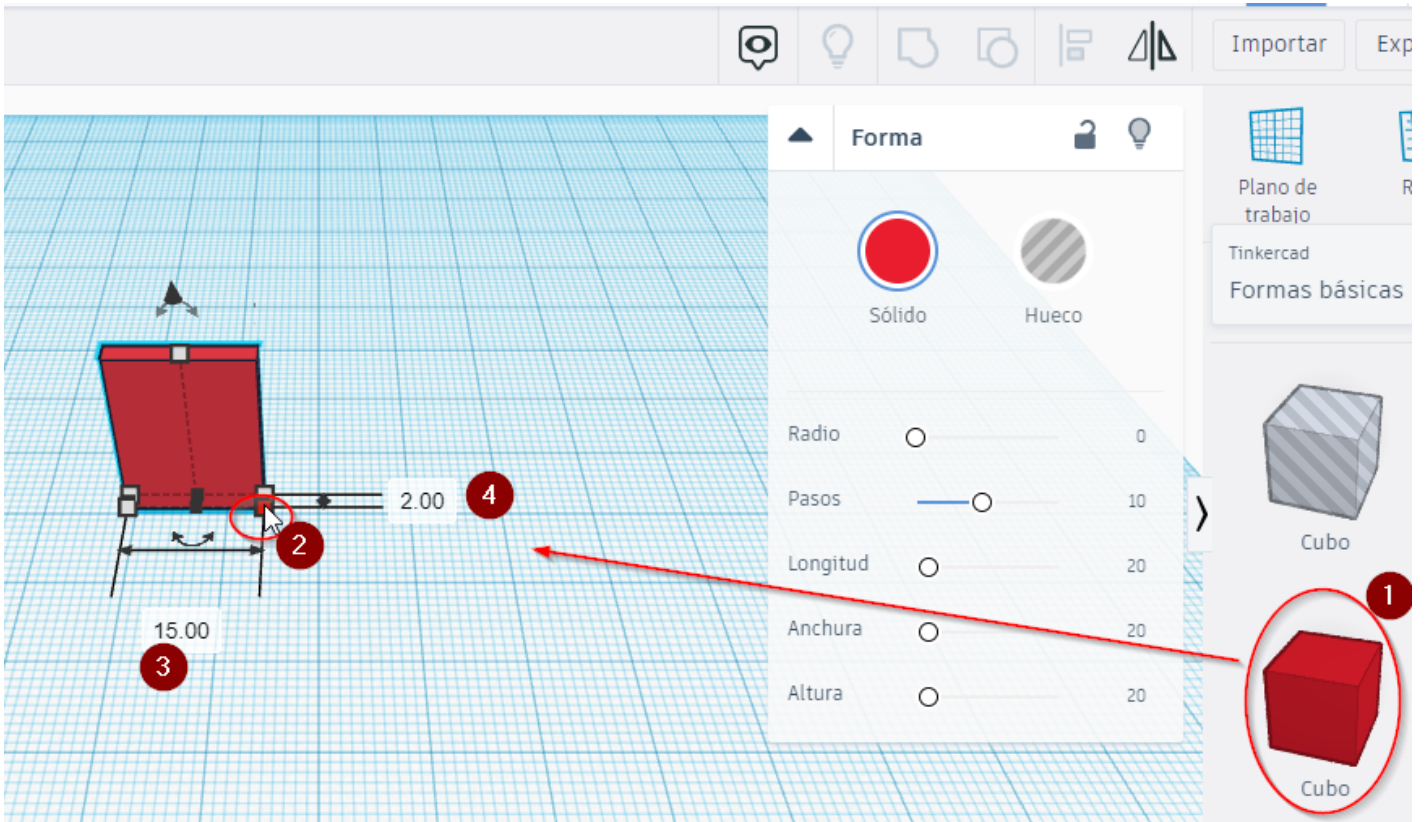 Importar
Exp
Forma
Plano de
trabajo
R
Tinkercad
Formas básicas
Sólido
Hueco
Radio 0
Pasos 10
Longitud 20
Anchura 20
Altura 20
2.00
4
2
15.00
3
Cubo
1
Cubo